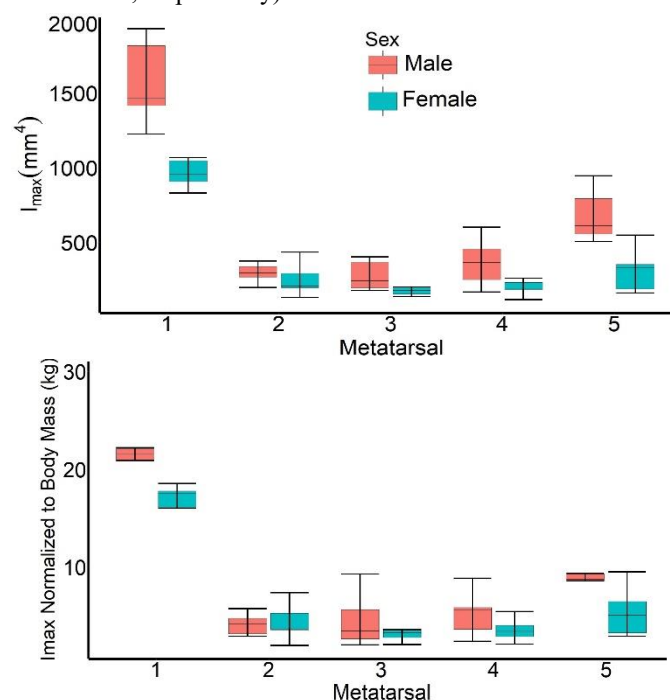 2000
Sex
Male
Female
1500
1000
500
Imax(mm⁴)
1 2 3 4 5
Metatarsal
30
20
10
Imax Normalized to Body Mass (kg)
1 2 3 4 5
Metatarsal